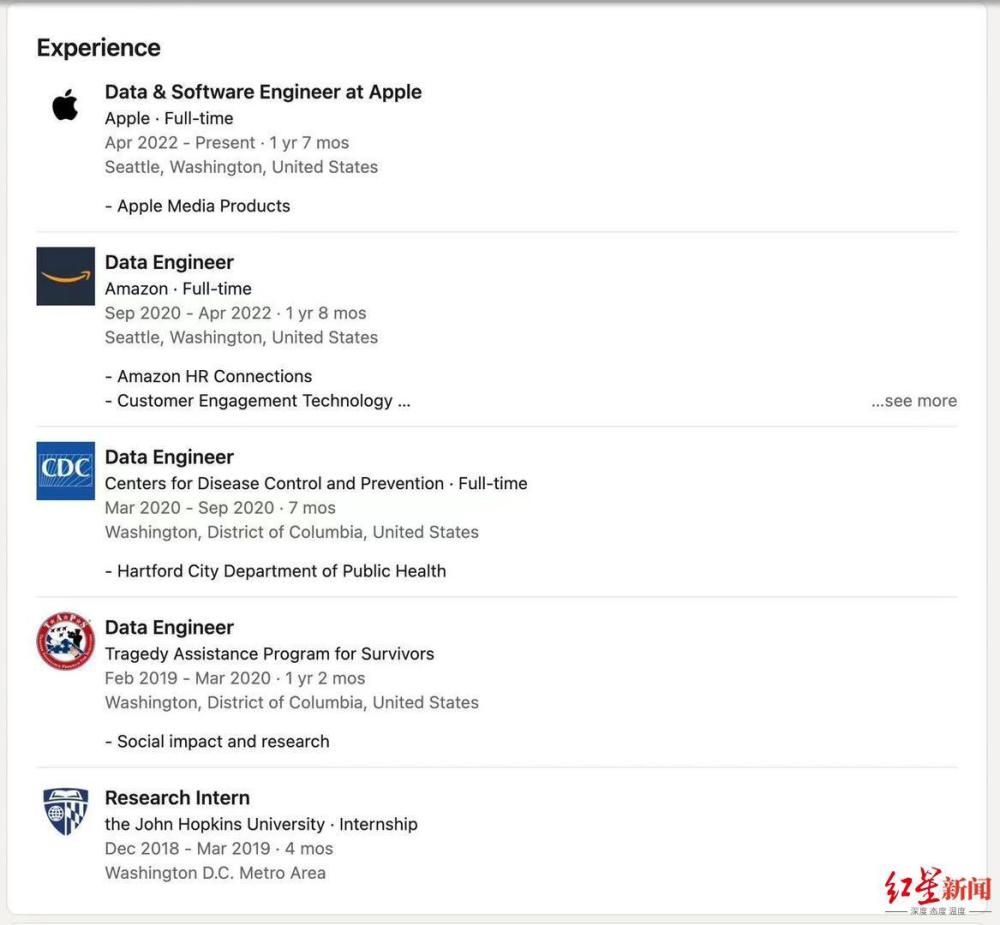 Experience
Data & Software Engineer at Apple
Apple · Full-time
Apr 2022 - Present · 1 yr 7 mos
Seattle, Washington, United States
- Apple Media Products
Data Engineer
Amazon · Full-time
Sep 2020 - Apr 2022 · 1 yr 8 mos
Seattle, Washington, United States
- Amazon HR Connections
- Customer Engagement Technology ...
...see more
CDC
Data Engineer
Centers for Disease Control and Prevention · Full-time
Mar 2020 - Sep 2020 · 7 mos
Washington, District of Columbia, United States
- Hartford City Department of Public Health
T★A★P★S
Data Engineer
Tragedy Assistance Program for Survivors
Feb 2019 - Mar 2020 · 1 yr 2 mos
Washington, District of Columbia, United States
- Social impact and research
Research Intern
the John Hopkins University · Internship
Dec 2018 - Mar 2019 · 4 mos
Washington D.C. Metro Area
红星新闻
深度 态度 温度